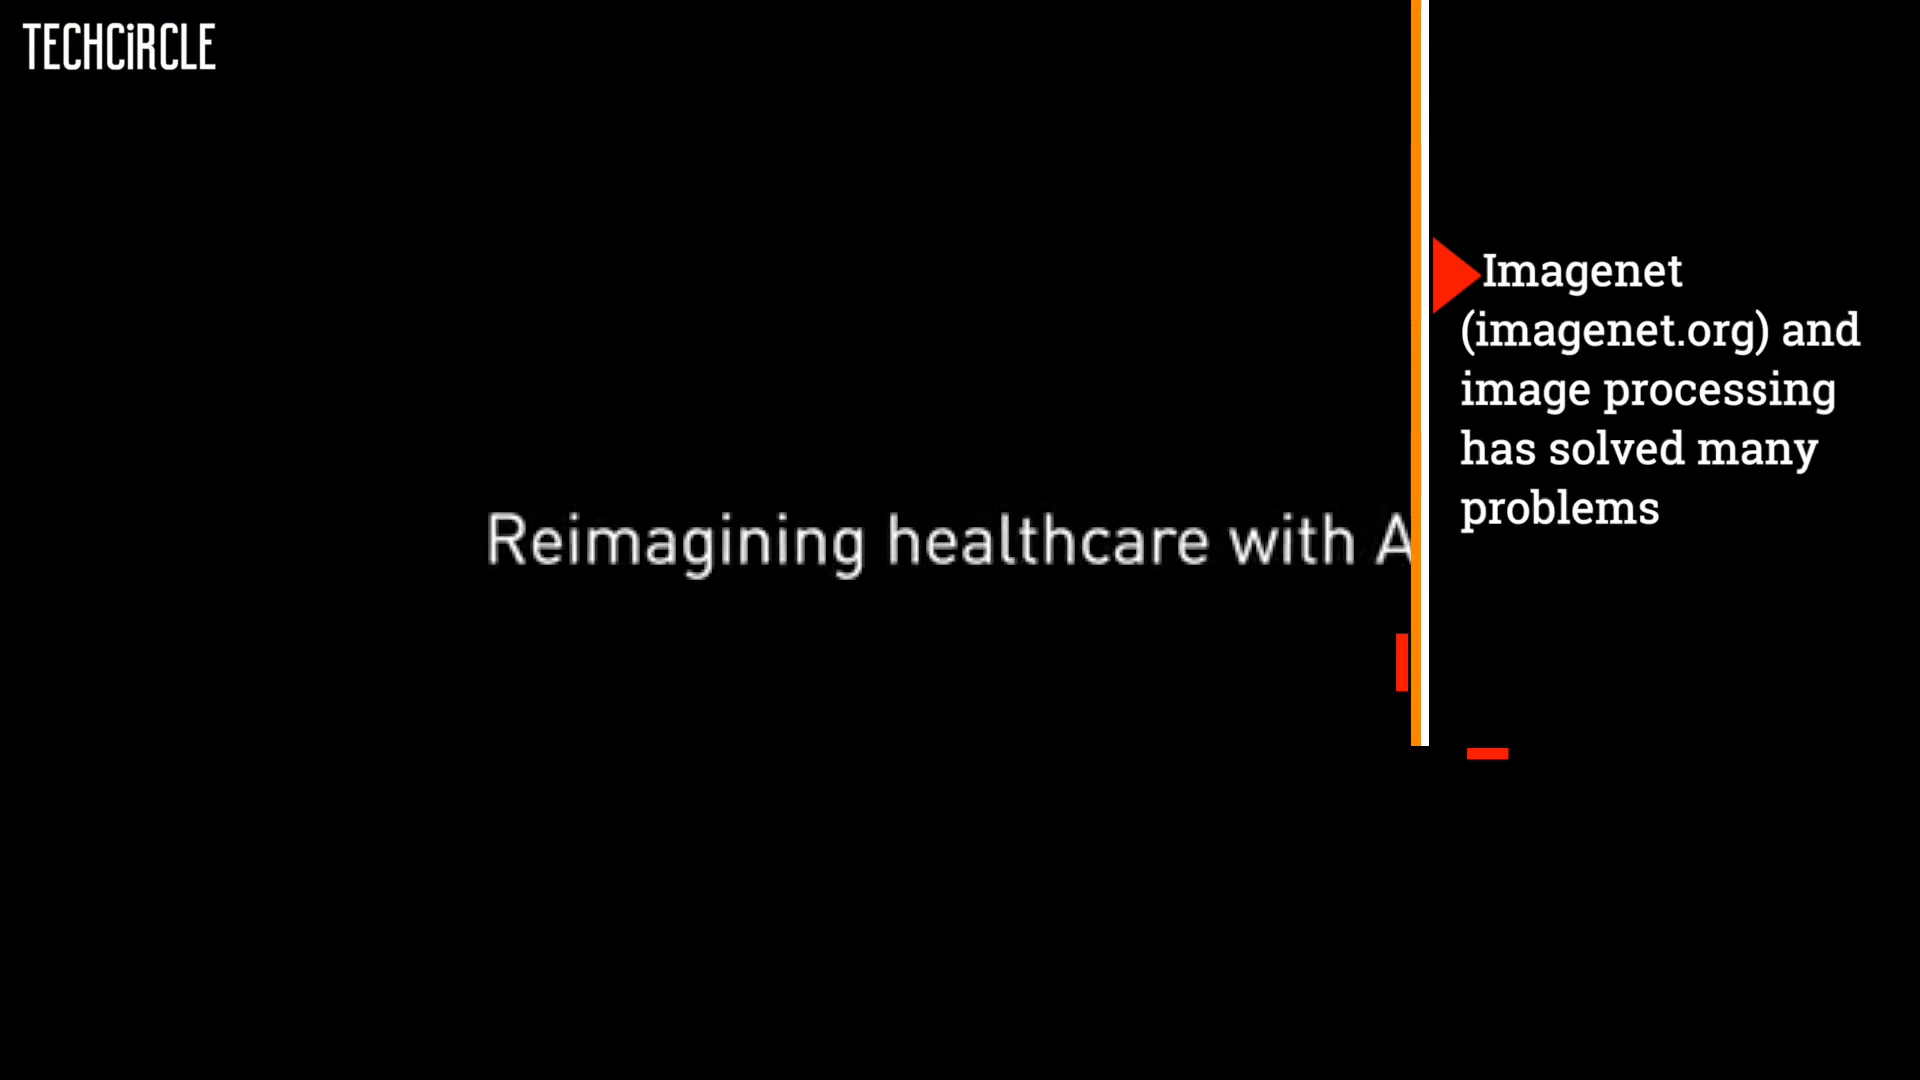 TECHCiRCLE
Reimagining healthcare with A
Imagenet
(imagenet.org) and
image processing
has solved many
problems